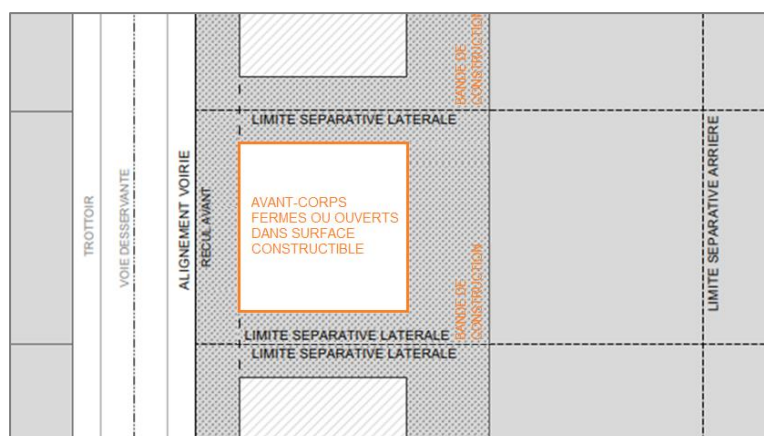 TROTTOIR
VOIE DESSERVANTE
ALIGNEMENT VOIRIE
RECUL AVANT
BANDE DE
CONSTRUCTION
LIMITE SEPARATIVE LATERALE
AVANT-CORPS
FERMES OU OUVERTS
DANS SURFACE
CONSTRUCTIBLE
BANDE DE
CONSTRUCTION
LIMITE SEPARATIVE LATERALE
LIMITE SEPARATIVE LATERALE
LIMITE SEPARATIVE ARRIERE